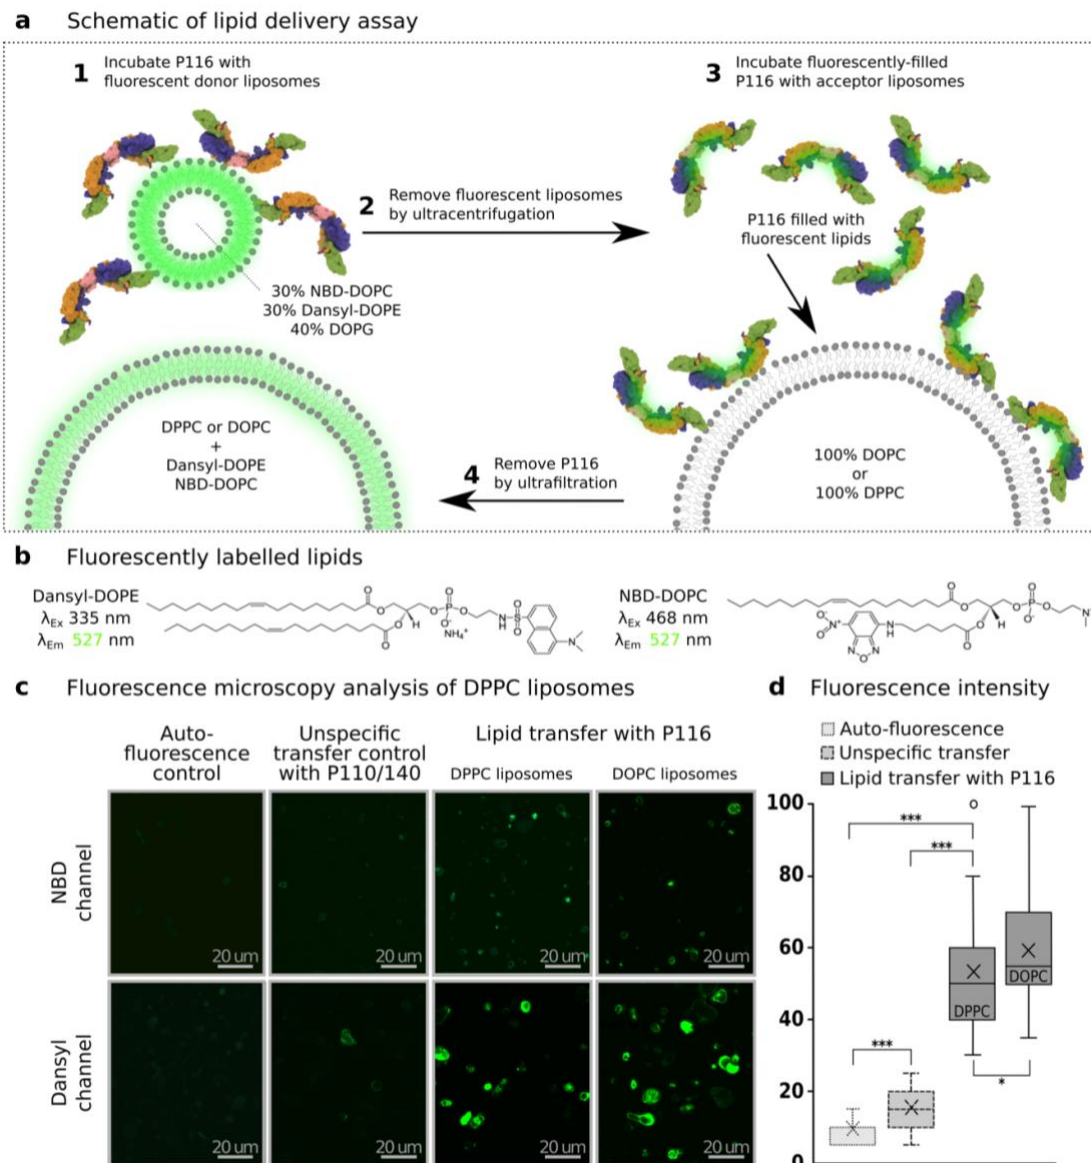 a Schematic of lipid delivery assay
1 Incubate P116 with
fluorescent donor liposomes
2 Remove fluorescent liposomes
by ultracentrifugation
3 Incubate fluorescently-filled
P116 with acceptor liposomes
P116 filled with
fluorescent lipids
30% NBD-DOPC
30% Dansyl-DOPE
40% DOPG
DPPC or DOPC
+
Dansyl-DOPE
NBD-DOPC
4 Remove P116
by ultrafiltration
100% DOPC
or
100% DPPC
b Fluorescently labelled lipids
Dansyl-DOPE
λEx 335 nm
λEm 527 nm
O
O
O
O
H
O
P
O
O
O⁻
NH₄⁺
N
H
O
S
O
N
NBD-DOPC
λEx 468 nm
λEm 527 nm
O
O
O
O
H
O
P
O
O
O⁻
N
O⁻
N⁺
O
H
N
N
O
N
c Fluorescence microscopy analysis of DPPC liposomes
Auto-
fluorescence
control
Unspecific
transfer control
with P110/140
Lipid transfer with P116
DPPC liposomes
DOPC liposomes
NBD
channel
20 um
20 um
20 um
20 um
Dansyl
channel
20 um
20 um
20 um
20 um
d Fluorescence intensity
Auto-fluorescence
Unspecific transfer
Lipid transfer with P116
100
80
60
40
20
0
***
***
***
*
DPPC
DOPC